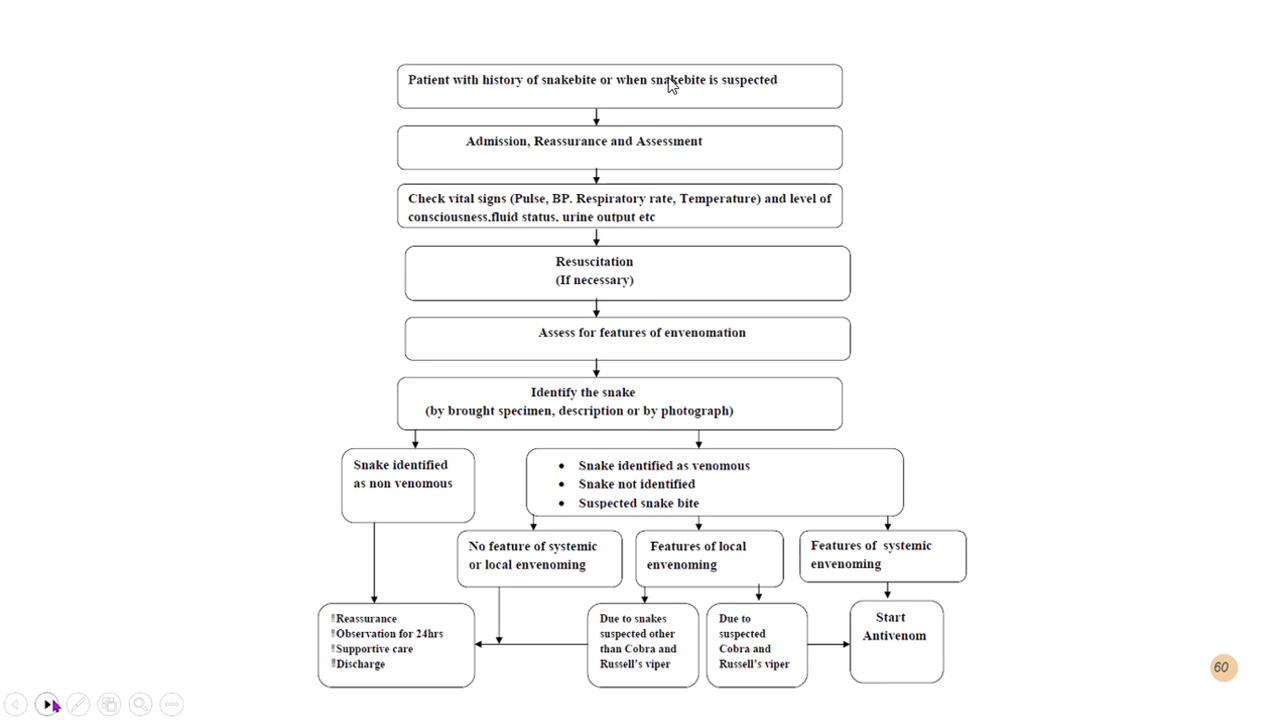 Patient with history of snakebite or when snakebite is suspected
Admission, Reassurance and Assessment
Check vital signs (Pulse, BP. Respiratory rate, Temperature) and level of
consciousness,fluid status, urine output etc
Resuscitation
(If necessary)
Assess for features of envenomation
Identify the snake
(by brought specimen, description or by photograph)
Snake identified
as non venomous
• Snake identified as venomous
• Snake not identified
• Suspected snake bite
No feature of systemic
or local envenoming
Features of local
envenoming
Features of systemic
envenoming
Reassurance
Observation for 24hrs
Supportive care
Discharge
Due to snakes
suspected other
than Cobra and
Russell's viper
Due to
suspected
Cobra and
Russell's viper
Start
Antivenom
60